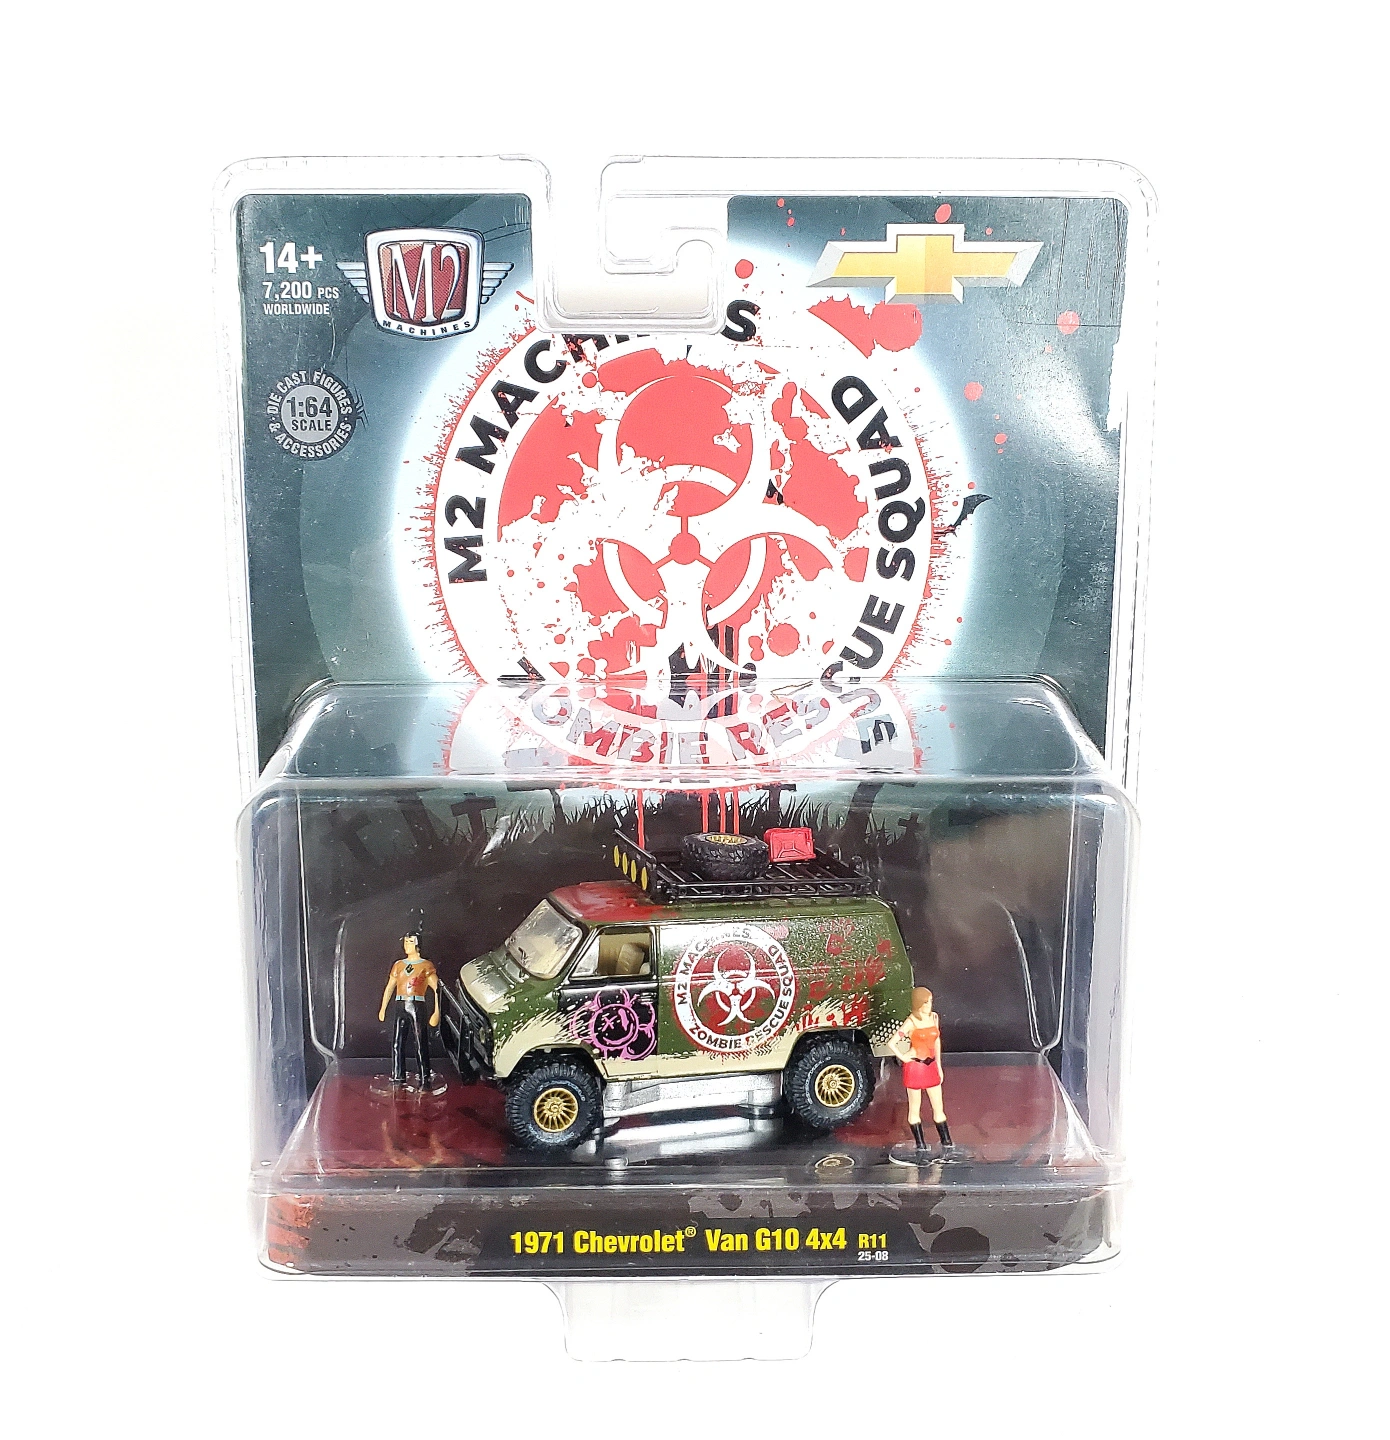 14+
7,200 PCS
WORLDWIDE
M2
MACHINES
DIE CAST FIGURES
1:64
SCALE
& ACCESSORIES
M2 MACHINES
ZOMBIE RESCUE SQUAD
M2 MACHINES
ZOMBIE RESCUE SQUAD
1971 Chevrolet® Van G10 4x4 R11
25-08